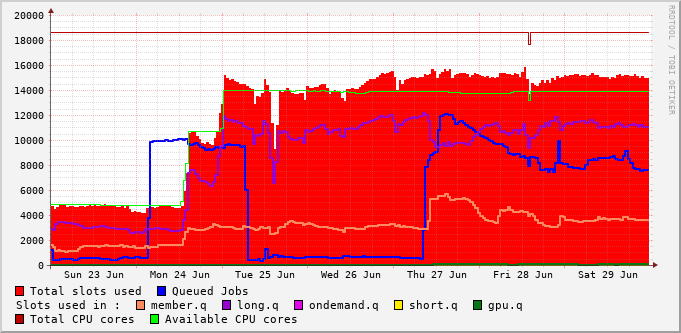 20000
18000
16000
14000
12000
10000
8000
6000
4000
2000
0
Sun 23 Jun Mon 24 Jun Tue 25 Jun Wed 26 Jun Thu 27 Jun Fri 28 Jun Sat 29 Jun
Total slots used Queued Jobs
Slots used in : member.q long.q ondemand.q short.q gpu.q
Total CPU cores Available CPU cores
RRDTOOL / TOBI OETIKER